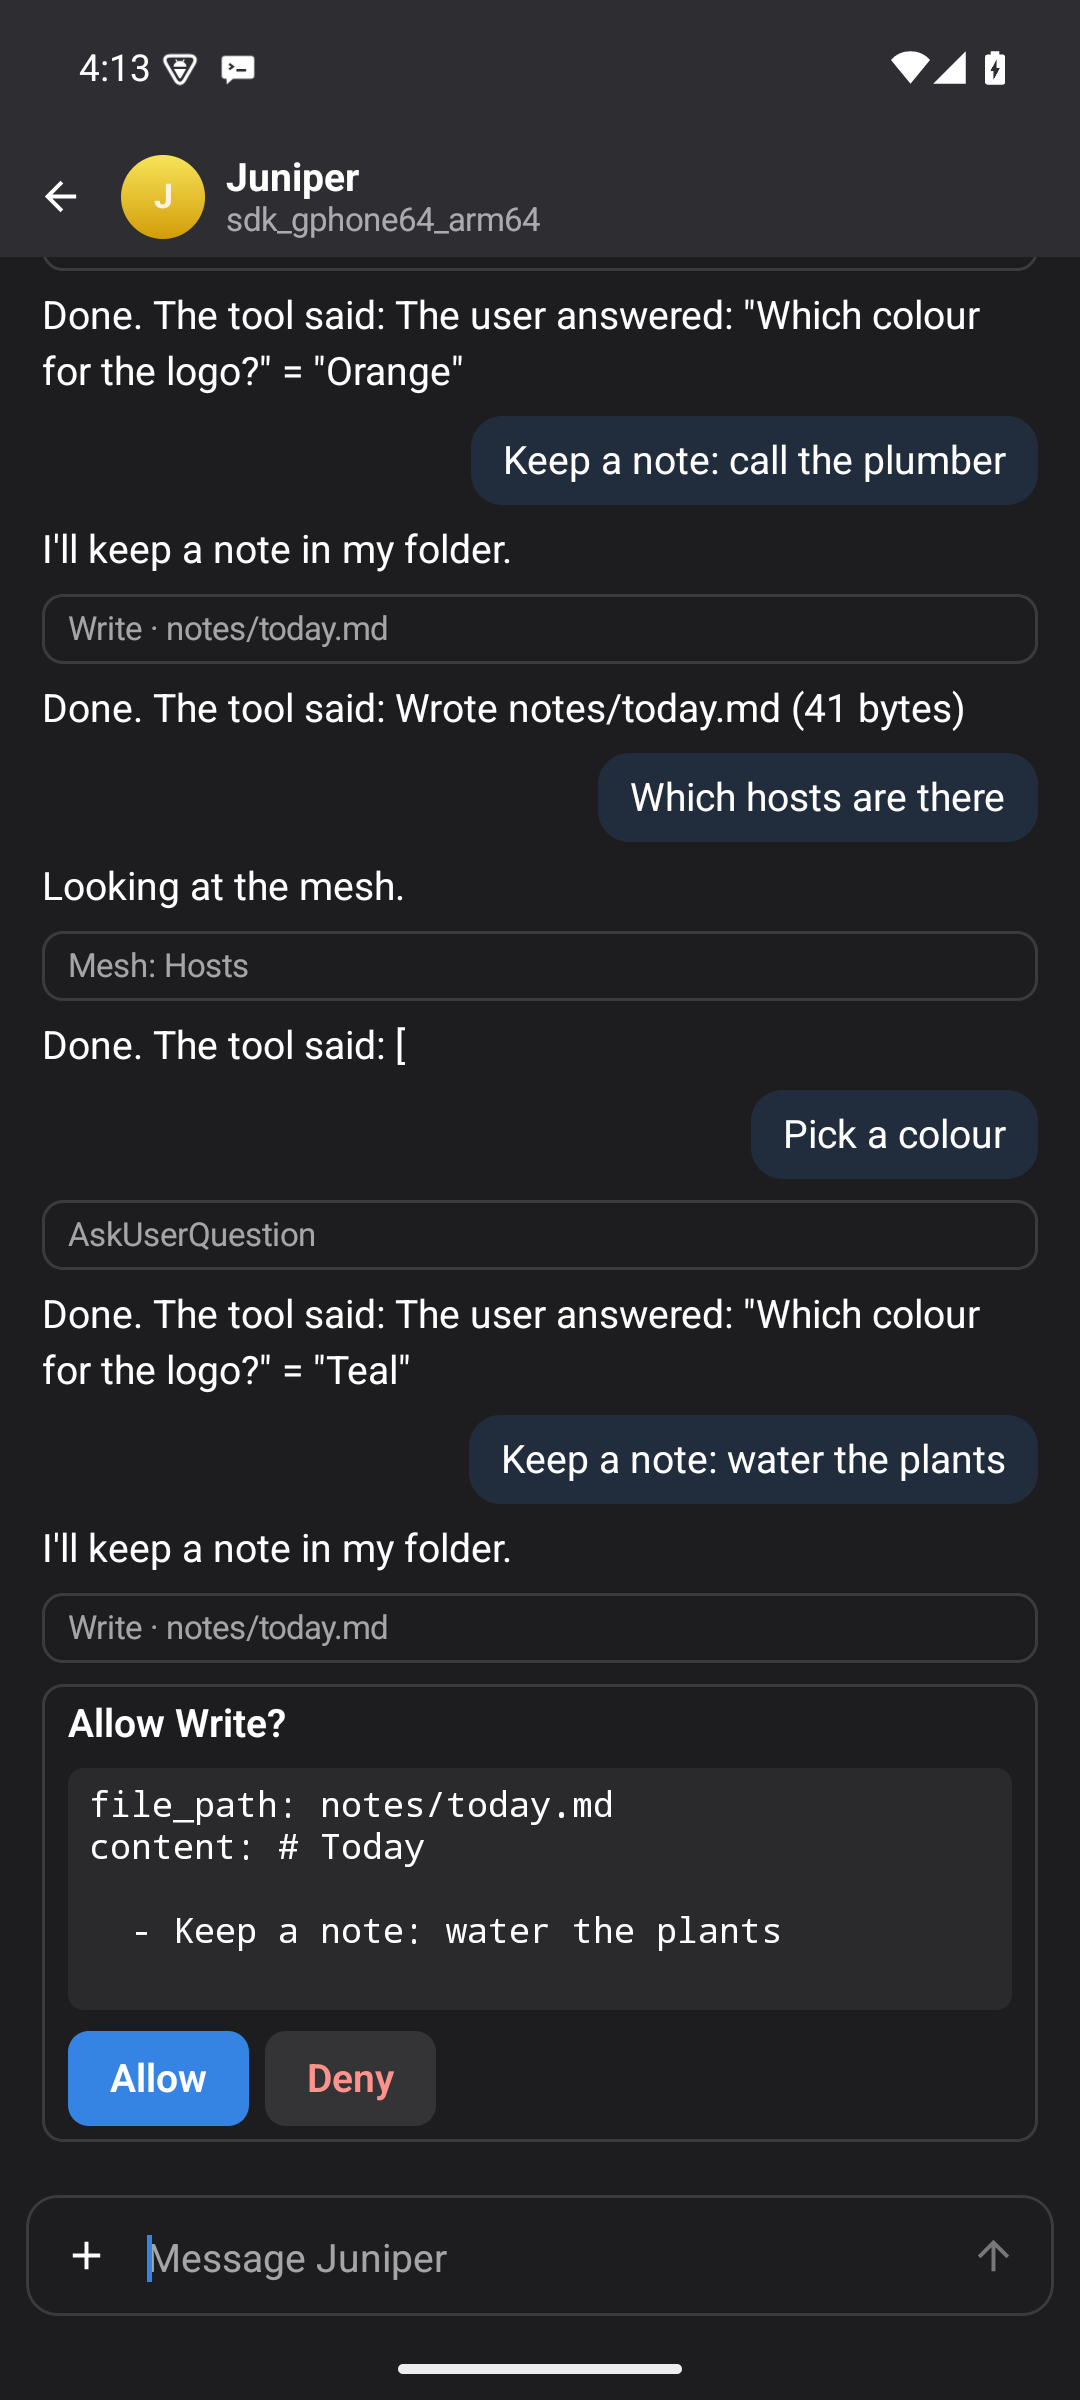 4:13
J
Juniper
sdk_gphone64_arm64
Done. The tool said: The user answered: "Which colour
for the logo?" = "Orange"
Keep a note: call the plumber
I'll keep a note in my folder.
Write · notes/today.md
Done. The tool said: Wrote notes/today.md (41 bytes)
Which hosts are there
Looking at the mesh.
Mesh: Hosts
Done. The tool said: [
Pick a colour
AskUserQuestion
Done. The tool said: The user answered: "Which colour
for the logo?" = "Teal"
Keep a note: water the plants
I'll keep a note in my folder.
Write · notes/today.md
Allow Write?
file_path: notes/today.md
content: # Today
- Keep a note: water the plants
Allow
Deny
Message Juniper